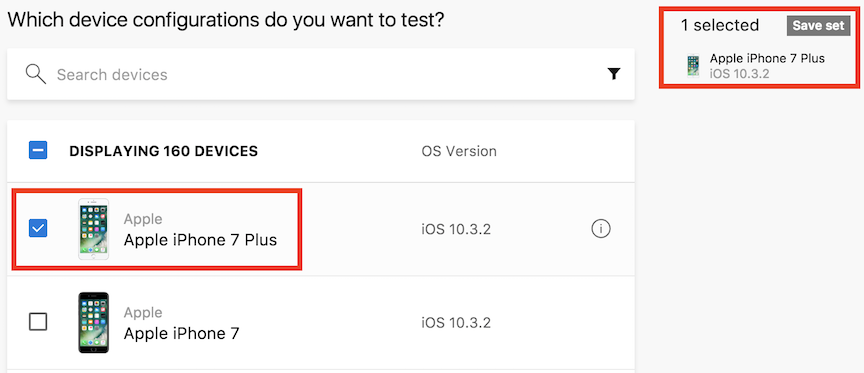 Which device configurations do you want to test?
1 selected
Save set
Apple iPhone 7 Plus
iOS 10.3.2
Search devices
DISPLAYING 160 DEVICES
OS Version
Apple
Apple iPhone 7 Plus
iOS 10.3.2
Apple
Apple iPhone 7
iOS 10.3.2